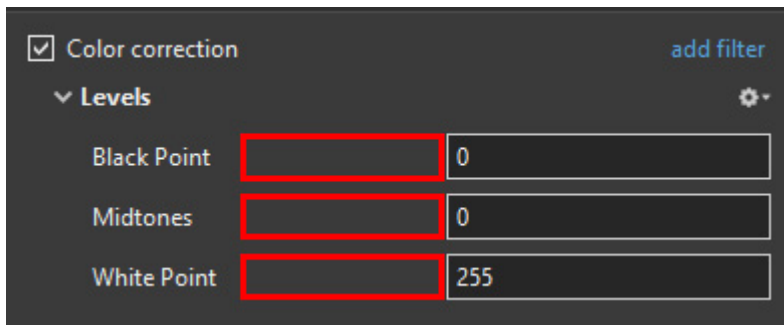 Color correction add filter
Levels
Black Point 0
Midtones 0
White Point 255